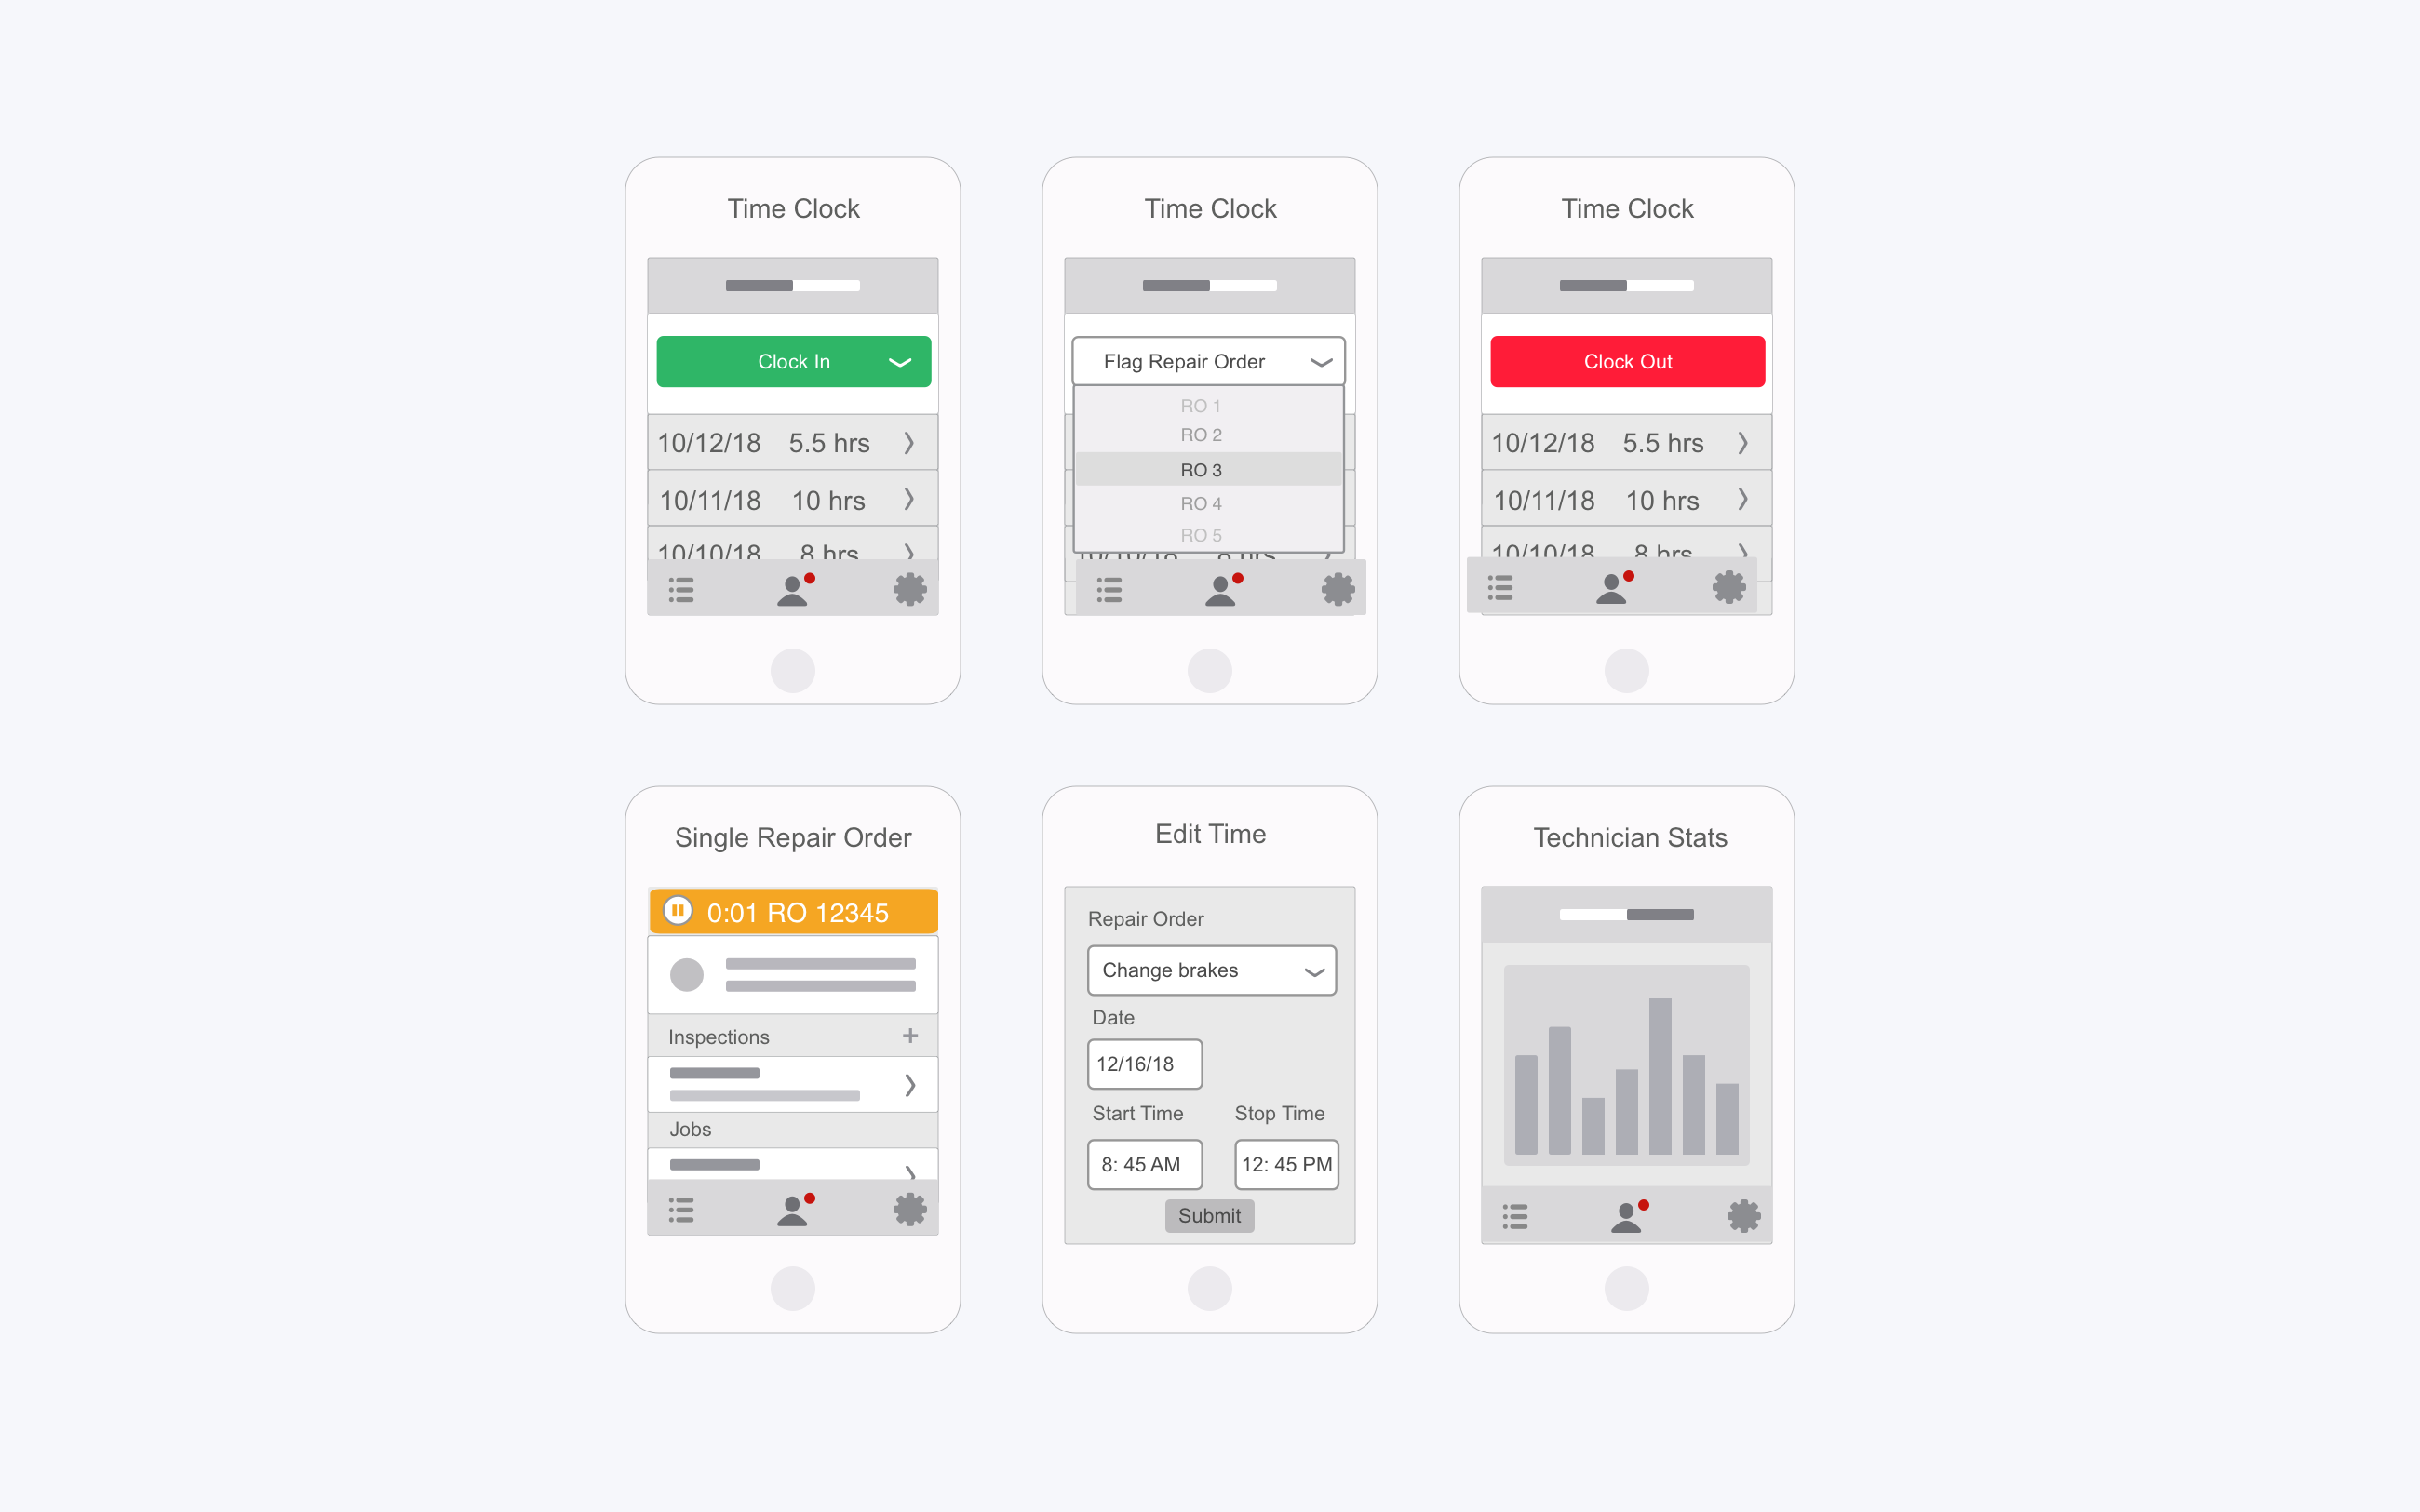 Time Clock
Clock In
10/12/18 5.5 hrs
10/11/18 10 hrs
10/10/18 8 hrs
Time Clock
Flag Repair Order
RO 1
RO 2
RO 3
RO 4
RO 5
Time Clock
Clock Out
10/12/18 5.5 hrs
10/11/18 10 hrs
10/10/18 8 hrs
Single Repair Order
0:01 RO 12345
Inspections
Jobs
Edit Time
Repair Order
Change brakes
Date
12/16/18
Start Time Stop Time
8: 45 AM 12: 45 PM
Submit
Technician Stats